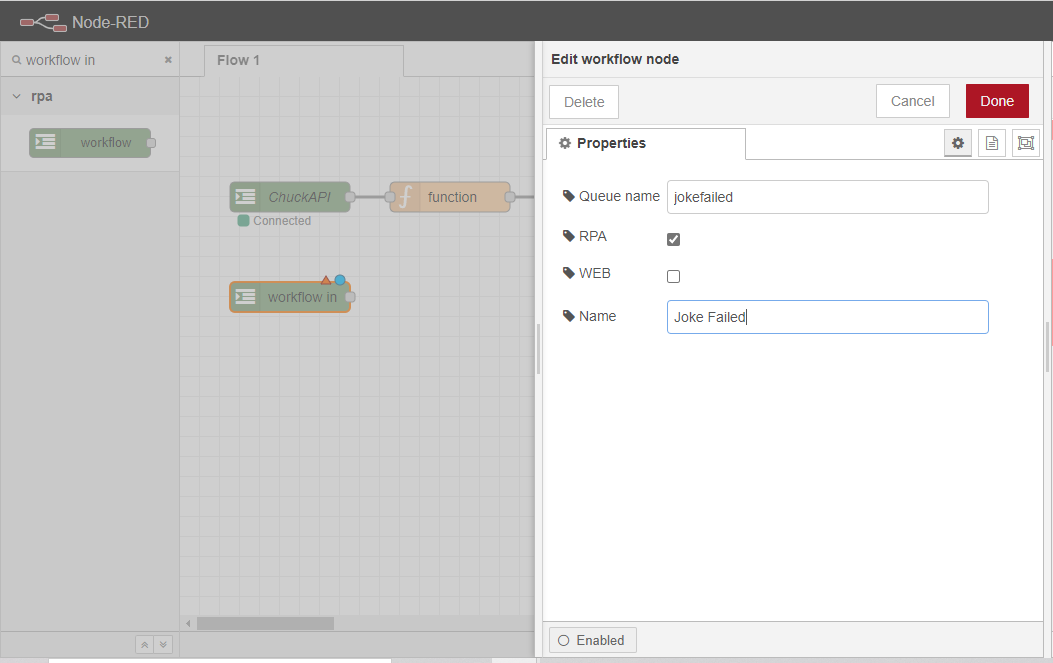 Node-RED
workflow in
Flow 1
rpa
workflow
ChuckAPI
function
Connected
workflow in
Edit workflow node
Delete
Cancel
Done
Properties
Queue name
jokefailed
RPA
WEB
Name
Joke Failed
Enabled